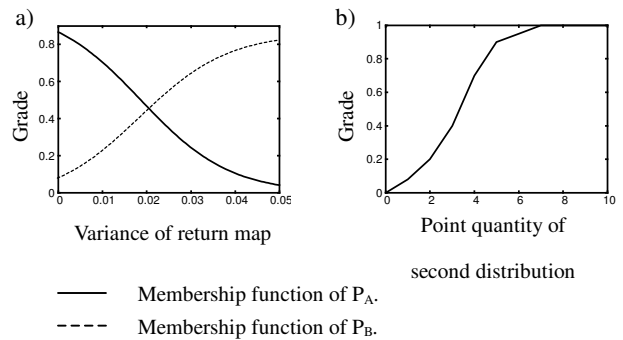 a)
b)
Grade
0.8
0.6
0.4
0.2
0
0 0.01 0.02 0.03 0.04 0.05
Variance of return map
Grade
1
0.8
0.6
0.4
0.2
0
0 2 4 6 8 10
Point quantity of
second distribution
Membership function of P_A.
Membership function of P_B.